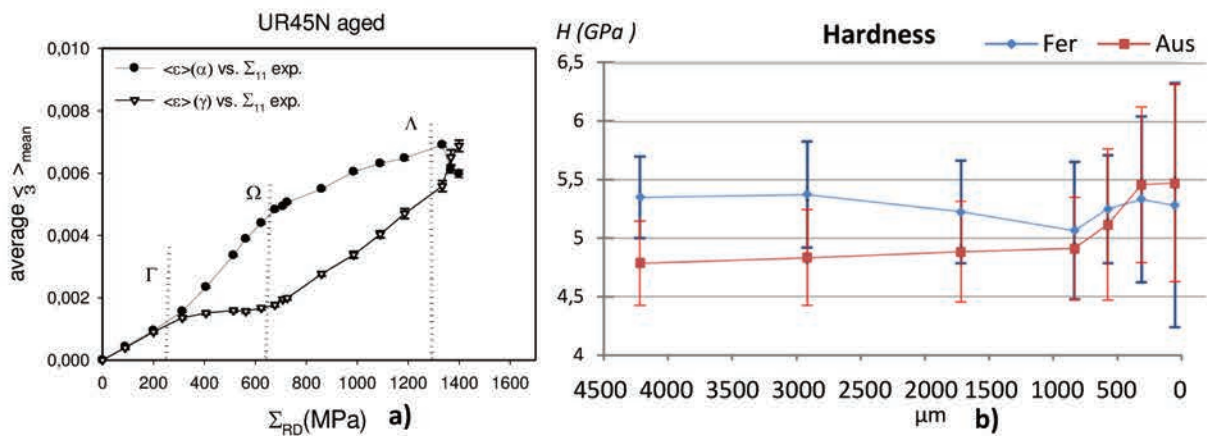 UR45N aged
0,010
0,008
0,006
0,004
0,002
0,000
average <ε>mean
<ε>(α) vs. Σ11 exp.
<ε>(γ) vs. Σ11 exp.
Γ
Ω
Λ
0 200 400 600 800 1000 1200 1400 1600
ΣRD(MPa) a)
H (GPa )
Hardness
Fer Aus
6,5
6
5,5
5
4,5
4
4500 4000 3500 3000 2500 2000 1500 1000 500 0
μm b)